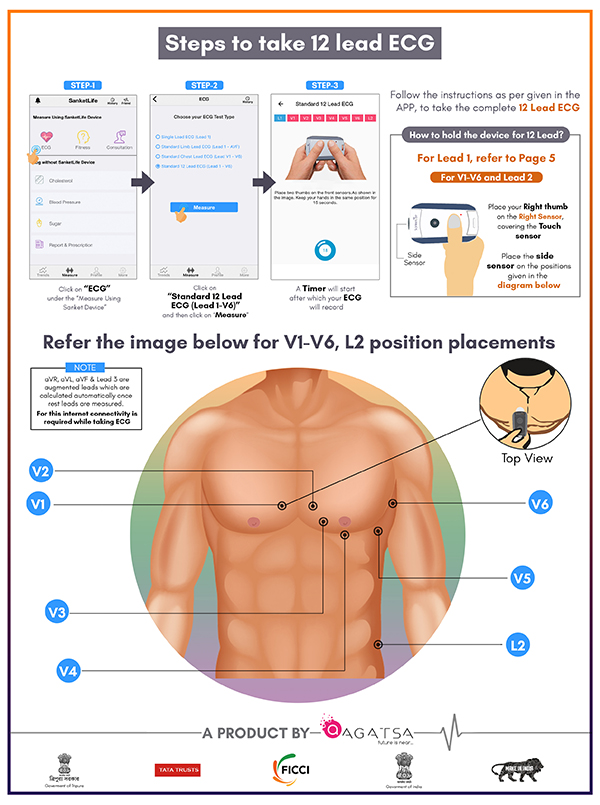 Steps to take 12 lead ECG
STEP-1
SanketLife
History
Friend
Measure Using SanketLife Device
ECG
Fitness
Consultation
Log without SanketLife Device
Cholesterol
Blood Pressure
Sugar
Report & Prescription
Trends
Measure
Profile
More
Click on "ECG"
under the "Measure Using
Sanket Device"
STEP-2
ECG
History
Choose your ECG Test Type
Single Lead ECG (Lead 1)
Standard Limb Lead ECG (Lead 1 - AVF)
Standard Chest Lead ECG (Lead V1 - V6)
Standard 12 Lead ECG (Lead 1 - V6)
Measure
Trends
Measure
Profile
More
Click on
"Standard 12 Lead
ECG (Lead 1-V6)"
and then click on "Measure"
STEP-3
Standard 12 Lead ECG
L1 V1 V2 V3 V4 V5 V6 L2
Place two thumbs on the front sensors.As shown in
the image. Keep your hands in the same position for
15 seconds.
A Timer will start
after which your ECG
will record
Follow the instructions as per given in the
APP, to take the complete 12 Lead ECG
How to hold the device for 12 Lead?
For Lead 1, refer to Page 5
For V1-V6 and Lead 2
Side
Sensor
Place your Right thumb
on the Right Sensor,
covering the Touch
sensor
Place the side
sensor on the positions
given in the
diagram below
Refer the image below for V1-V6, L2 position placements
NOTE
aVR, aVL, aVF & Lead 3 are
augmented leads which are
calculated automatically once
rest leads are measured.
For this internet connectivity is
required while taking ECG
Top View
V2
V1
V6
V5
V3
L2
V4
A PRODUCT BY
AGATSA
future is near...
त्रिपुरा सरकार
Government of Tripura
TATA TRUSTS
FICCI
Government of India
MAKE IN INDIA